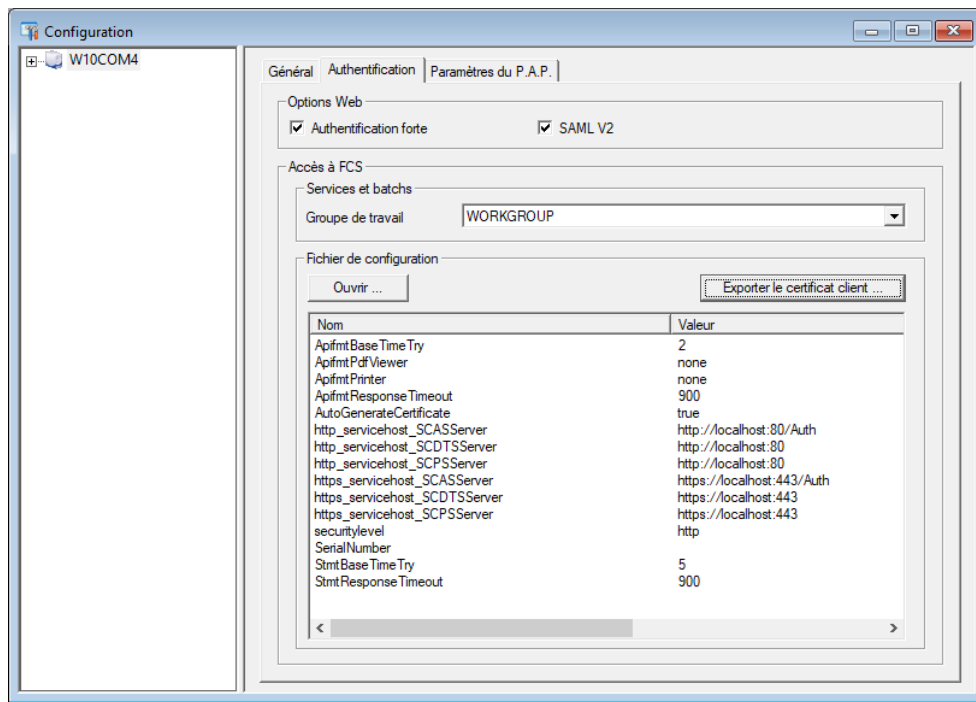 Configuration
W10COM4
Général Authentification Paramètres du P.A.P.
Options Web
Authentification forte SAML V2
Accès à FCS
Services et batchs
Groupe de travail WORKGROUP
Fichier de configuration
Ouvrir ... Exporter le certificat client ...
Nom Valeur
ApifmtBaseTimeTry 2
ApifmtPdfViewer none
ApifmtPrinter none
ApifmtResponseTimeout 900
AutoGenerateCertificate true
http_servicehost_SCASServer http://localhost:80/Auth
http_servicehost_SCDTSServer http://localhost:80
http_servicehost_SCPSServer http://localhost:80
https_servicehost_SCASServer https://localhost:443/Auth
https_servicehost_SCDTSServer https://localhost:443
https_servicehost_SCPSServer https://localhost:443
securitylevel http
SerialNumber
StmtBaseTimeTry 5
StmtResponseTimeout 900